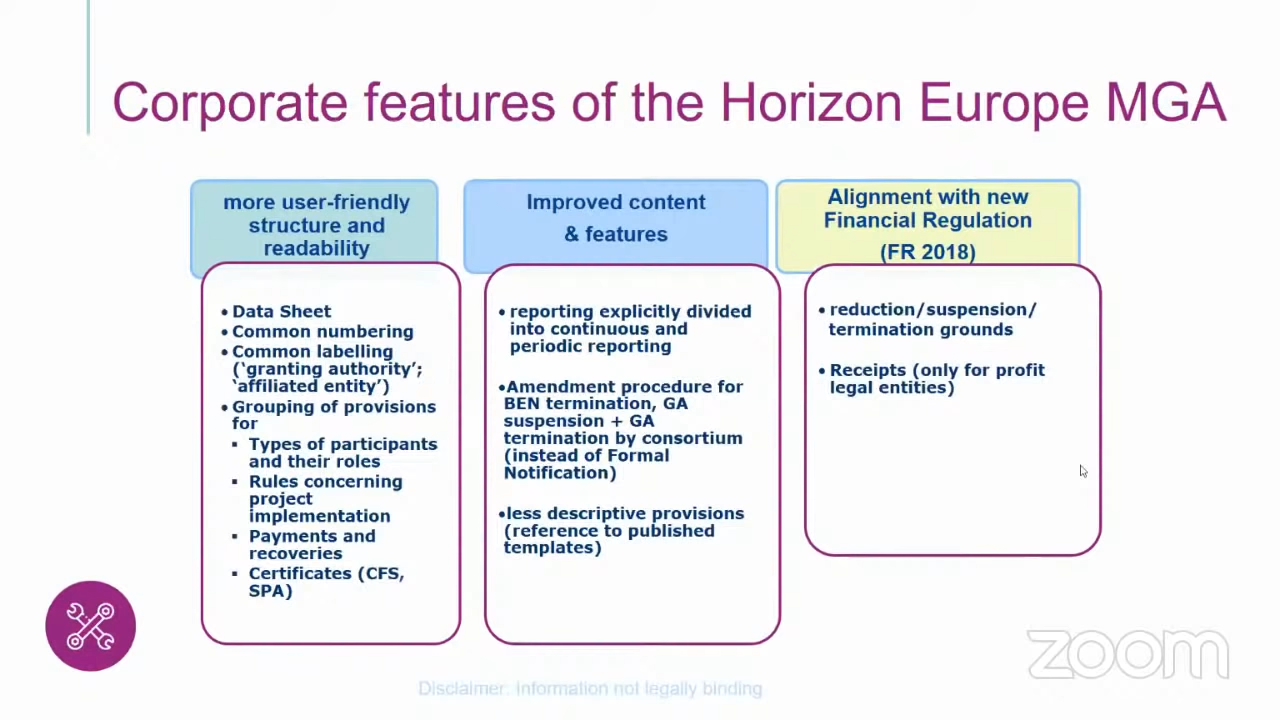 Corporate features of the Horizon Europe MGA
more user-friendly
structure and
readability
• Data Sheet
• Common numbering
• Common labelling
(‘granting authority’;
‘affiliated entity’)
• Grouping of provisions
for
▪ Types of participants
and their roles
▪ Rules concerning
project
implementation
▪ Payments and
recoveries
▪ Certificates (CFS,
SPA)
Improved content
& features
• reporting explicitly divided
into continuous and
periodic reporting
•Amendment procedure for
BEN termination, GA
suspension + GA
termination by consortium
(instead of Formal
Notification)
•less descriptive provisions
(reference to published
templates)
Alignment with new
Financial Regulation
(FR 2018)
• reduction/suspension/
termination grounds
• Receipts (only for profit
legal entities)
Disclaimer: Information not legally binding
zoom